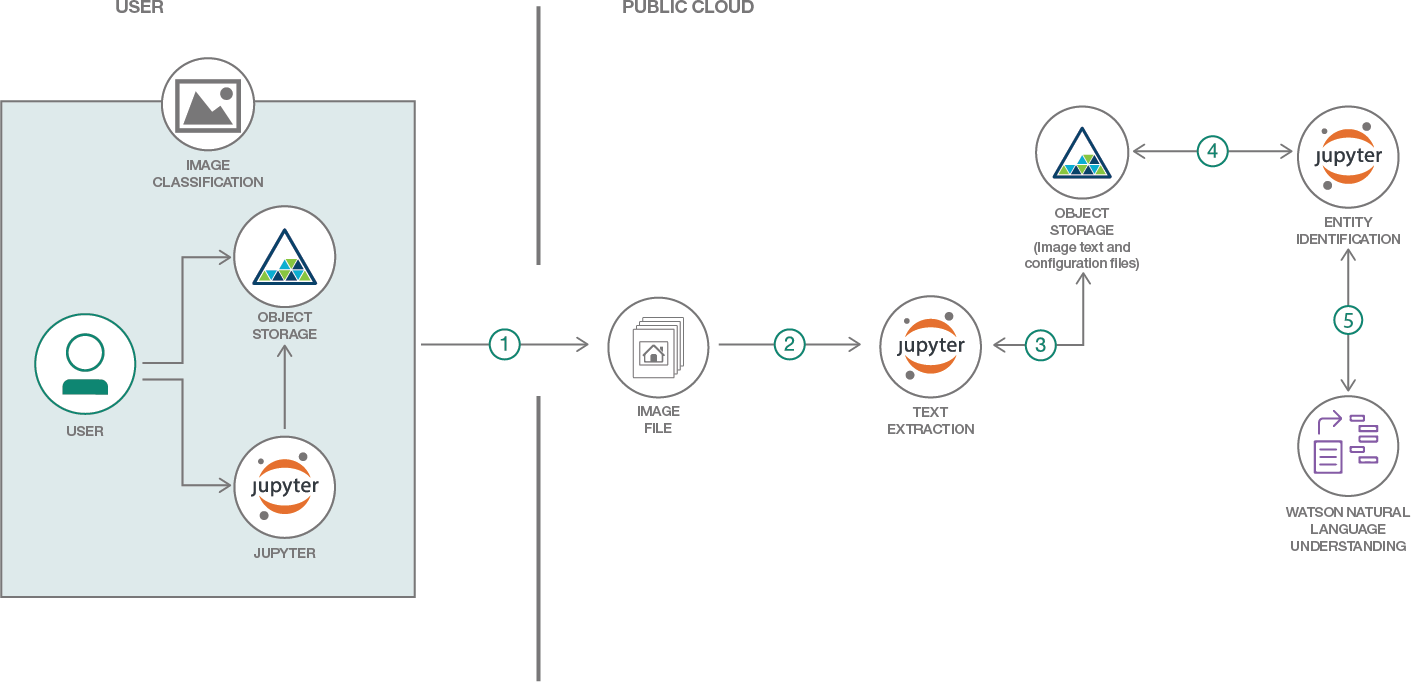 USER
PUBLIC CLOUD
IMAGE
CLASSIFICATION
OBJECT
STORAGE
USER
jupyter
JUPYTER
1
IMAGE
FILE
2
jupyter
TEXT
EXTRACTION
3
OBJECT
STORAGE
(Image text and
configuration files)
4
jupyter
ENTITY
IDENTIFICATION
5
WATSON NATURAL
LANGUAGE
UNDERSTANDING